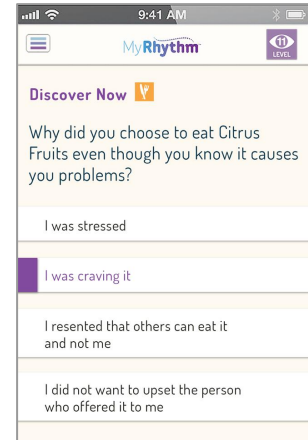 9:41 AM
MyRhythm
11
LEVEL
Discover Now
Why did you choose to eat Citrus
Fruits even though you know it causes
you problems?
I was stressed
I was craving it
I resented that others can eat it
and not me
I did not want to upset the person
who offered it to me